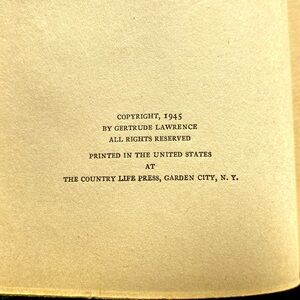 COPYRIGHT, 1945
BY GERTRUDE LAWRENCE
ALL RIGHTS RESERVED
PRINTED IN THE UNITED STATES
AT
THE COUNTRY LIFE PRESS, GARDEN CITY, N. Y.